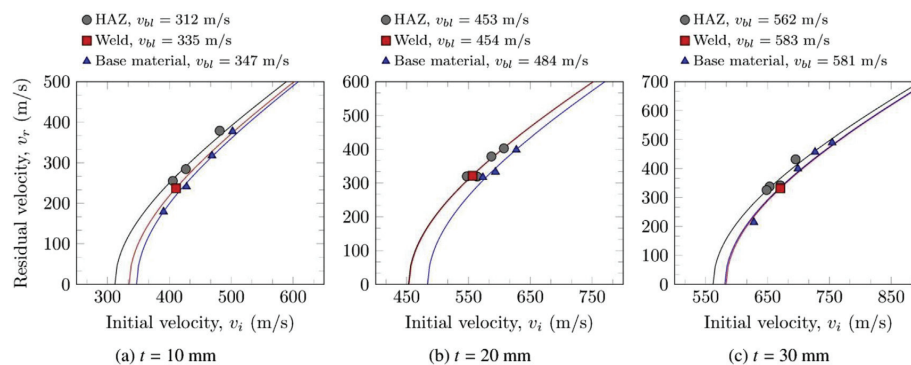 HAZ, v_bl = 312 m/s
Weld, v_bl = 335 m/s
Base material, v_bl = 347 m/s
HAZ, v_bl = 453 m/s
Weld, v_bl = 454 m/s
Base material, v_bl = 484 m/s
HAZ, v_bl = 562 m/s
Weld, v_bl = 583 m/s
Base material, v_bl = 581 m/s
Residual velocity, v_r (m/s)
500
400
300
200
100
0
300 400 500 600
Initial velocity, v_i (m/s)
(a) t = 10 mm
600
500
400
300
200
100
0
450 550 650 750
Initial velocity, v_i (m/s)
(b) t = 20 mm
700
600
500
400
300
200
100
0
550 650 750 850
Initial velocity, v_i (m/s)
(c) t = 30 mm